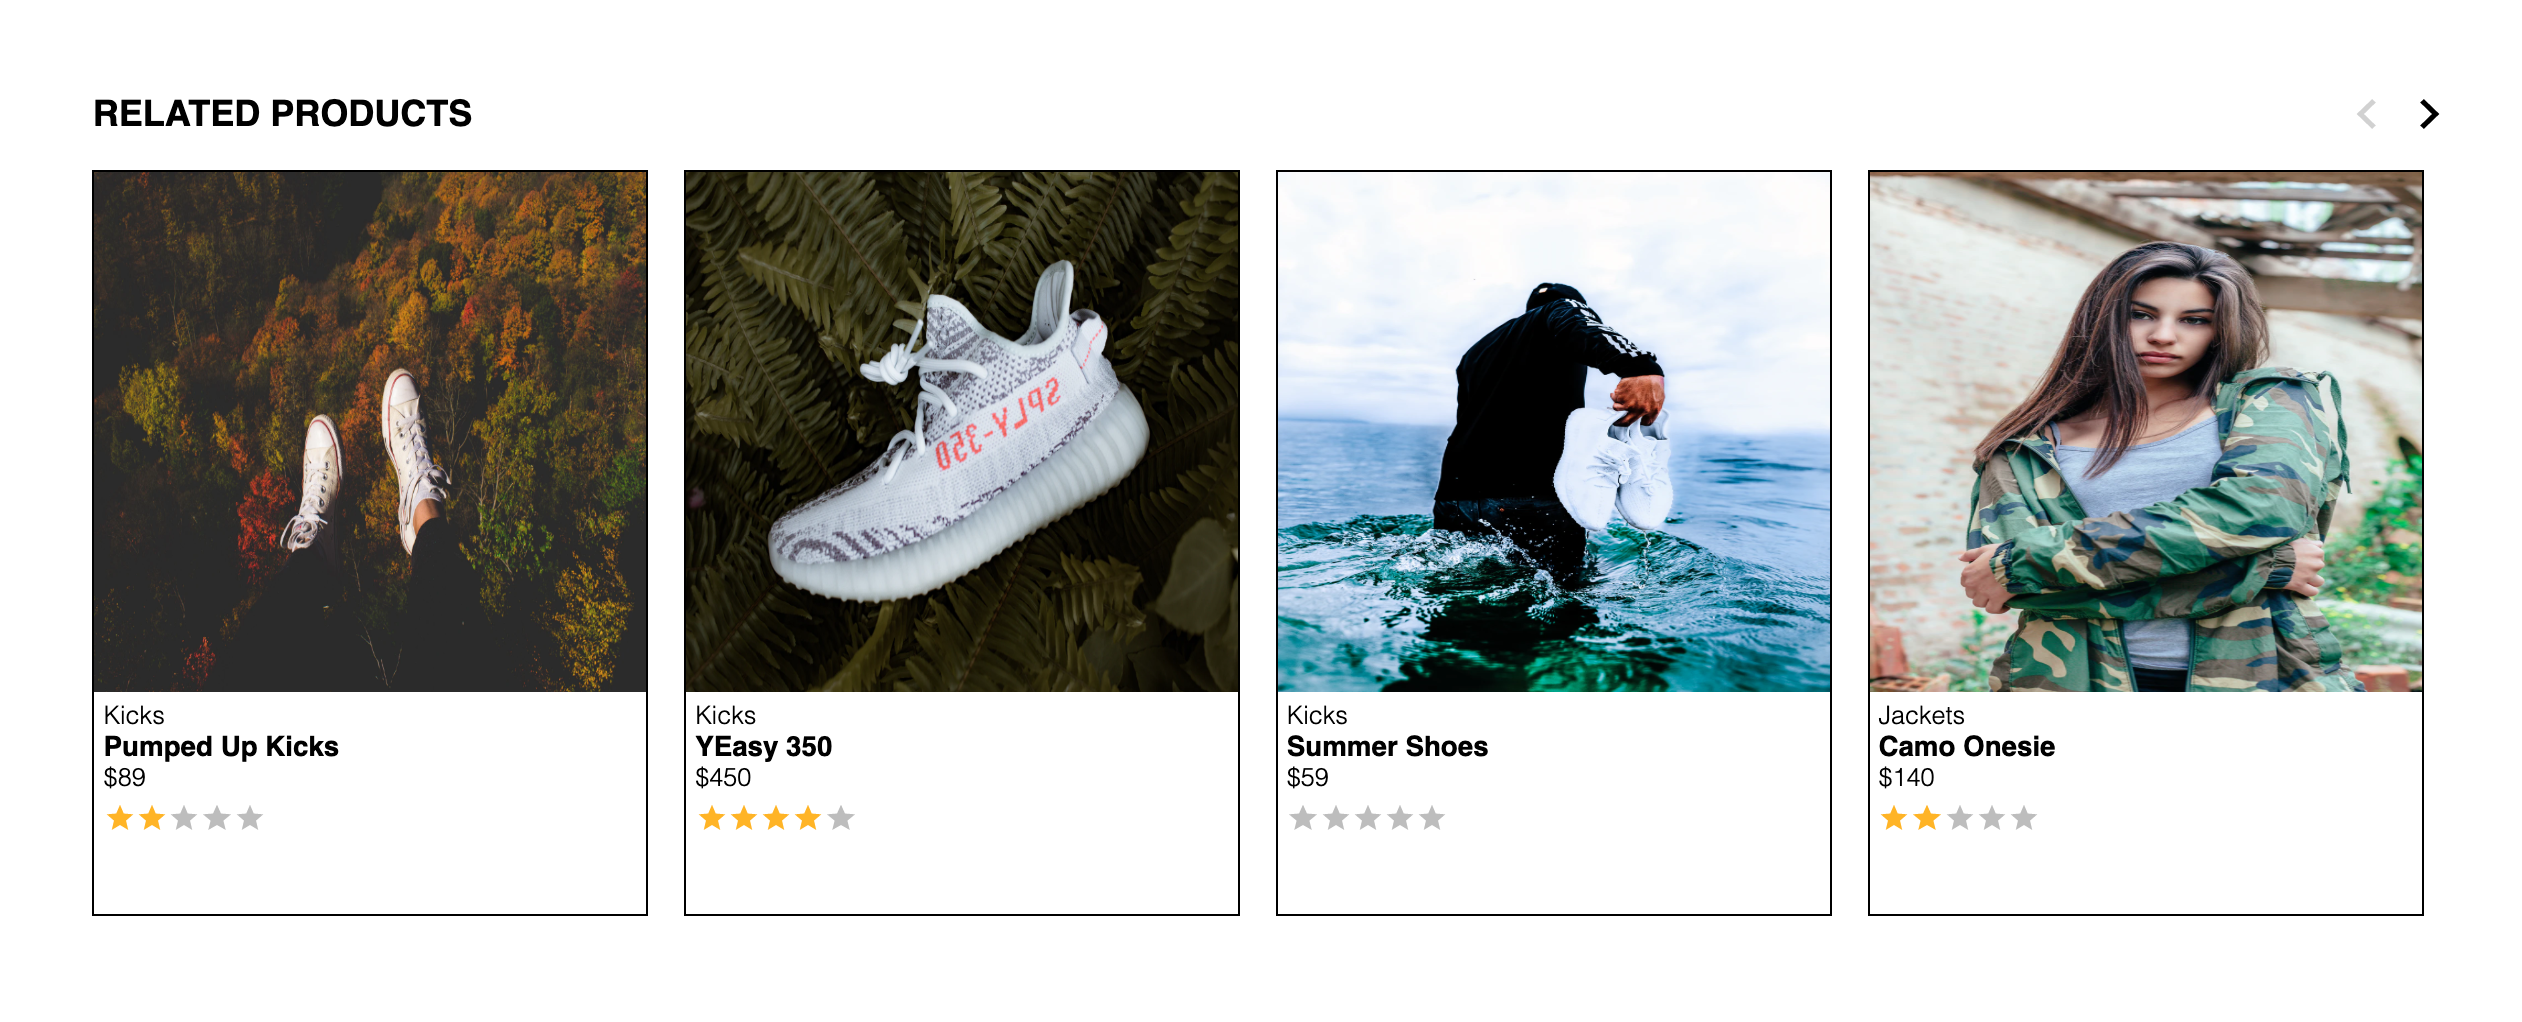 RELATED PRODUCTS
SPLY-350
Kicks
Pumped Up Kicks
$89
Kicks
YEasy 350
$450
Kicks
Summer Shoes
$59
Jackets
Camo Onesie
$140